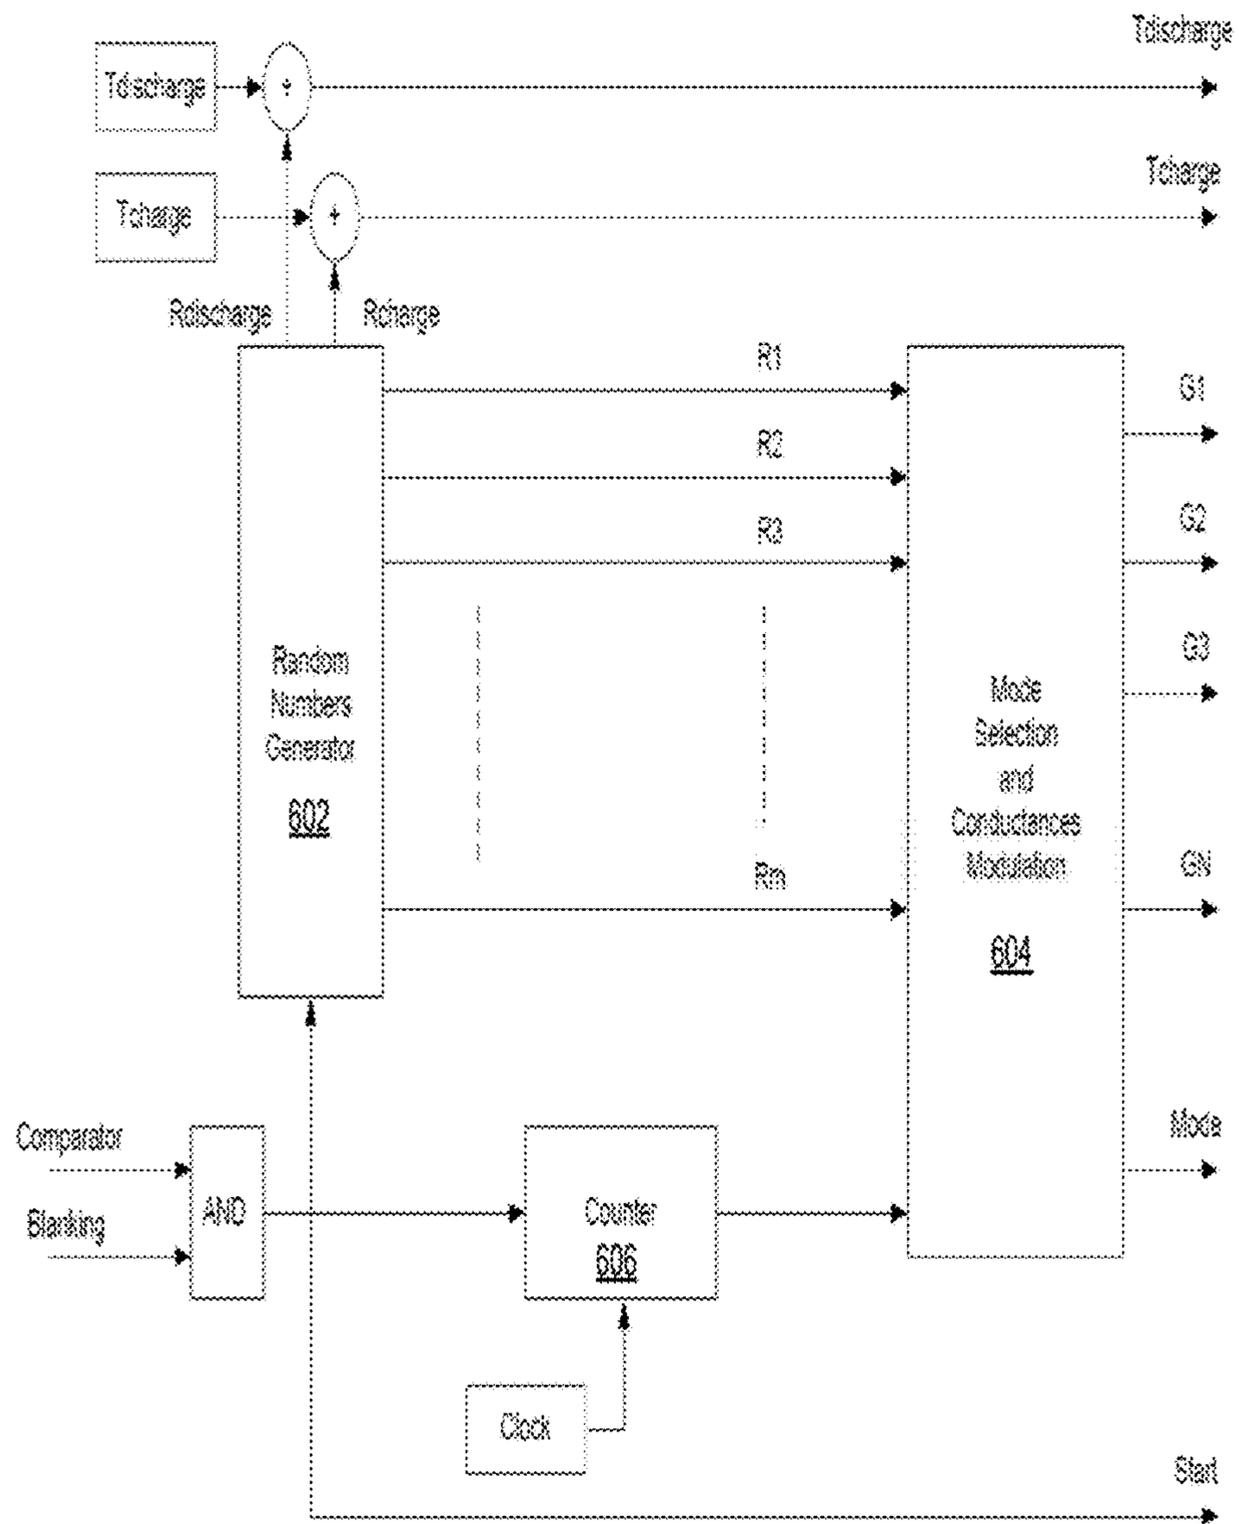 Tdischarge
Tdischarge
+
Tcharge
Tcharge
+
Rdischarge
Rcharge
R1
G1
R2
G2
R3
G3
Random
Numbers
Generator
602
Mode
Selection
and
Conductances
Modulation
604
Rm
GN
Comparator
Blanking
AND
Counter
606
Mode
Clock
Start